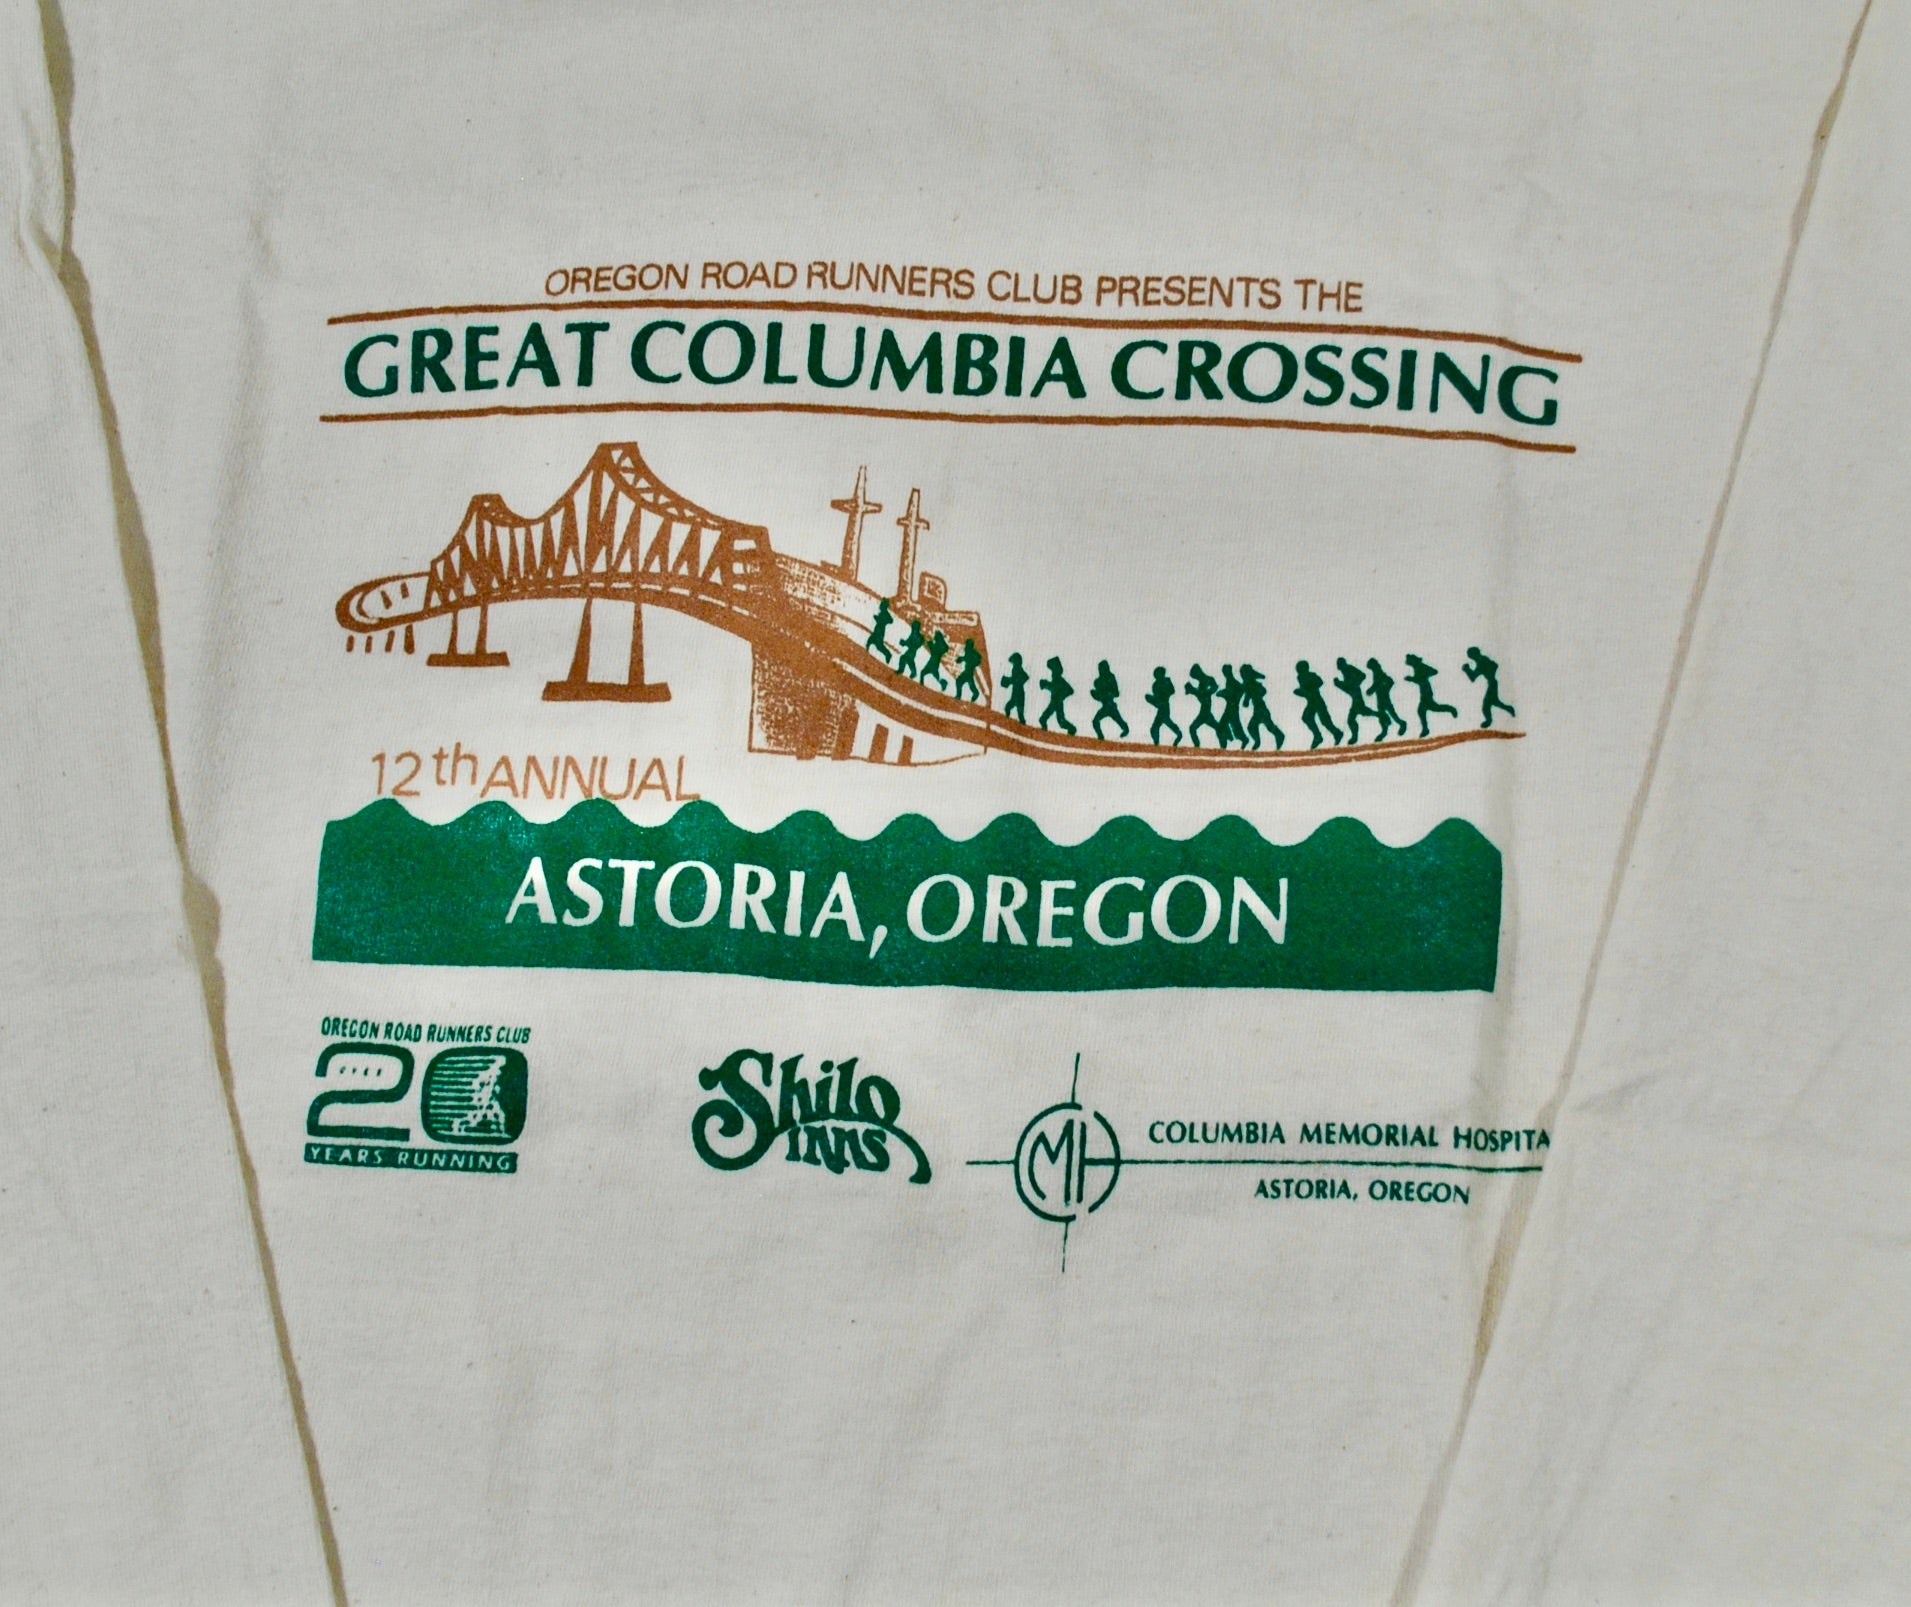 OREGON ROAD RUNNERS CLUB PRESENTS THE
GREAT COLUMBIA CROSSING
12th ANNUAL
ASTORIA, OREGON
OREGON ROAD RUNNERS CLUB
OVER
20
YEARS RUNNING
Shilo
INNS
CMH
COLUMBIA MEMORIAL HOSPITA
ASTORIA, OREGON